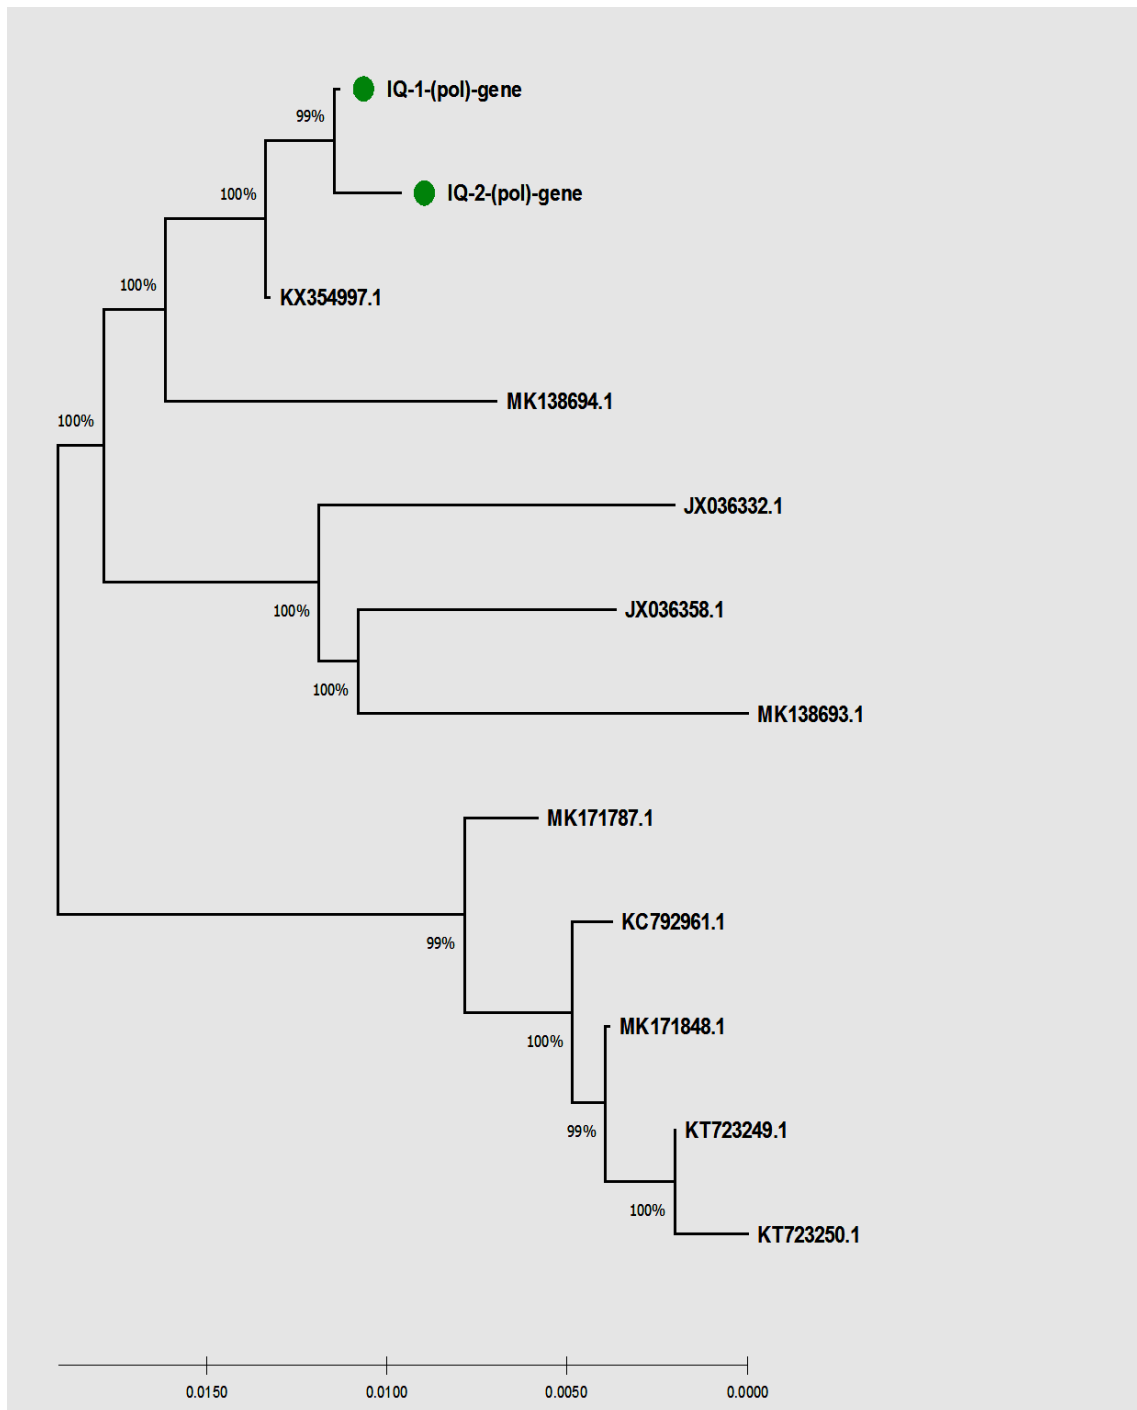 IQ-1-(pol)-gene
99%
IQ-2-(pol)-gene
100%
100%
KX354997.1
MK138694.1
100%
JX036332.1
100%
JX036358.1
100%
MK138693.1
MK171787.1
KC792961.1
99%
MK171848.1
100%
99%
KT723249.1
100%
KT723250.1
0.0150 0.0100 0.0050 0.0000